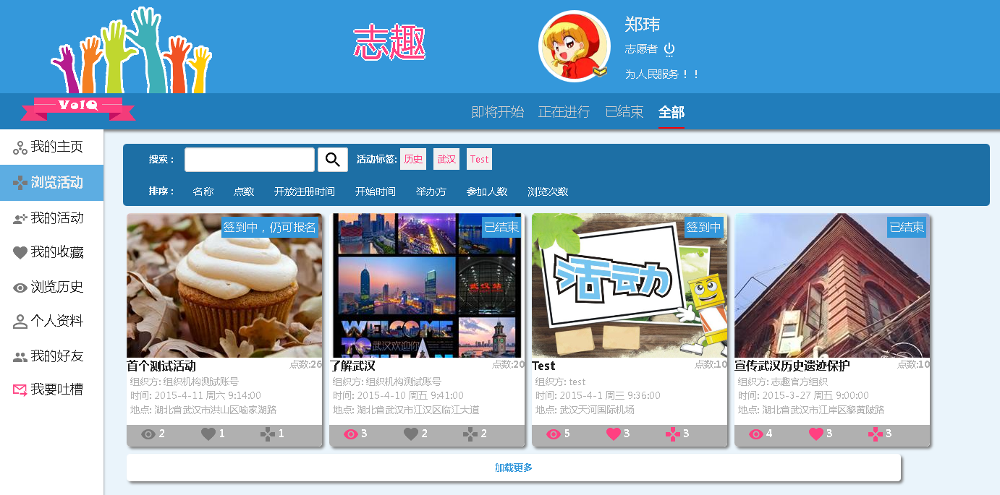 志趣
郑玮
志愿者
为人民服务！！
VolQ
即将开始 正在进行 已结束 全部
我的主页
浏览活动
我的活动
我的收藏
浏览历史
个人资料
我的好友
我要吐槽
搜索： 活动标签: 历史 武汉 Test
排序： 名称 点数 开放注册时间 开始时间 举办方 参加人数 浏览次数
签到中，仍可报名
首个测试活动 点数:26
组织方: 组织机构测试账号
时间: 2015-4-11 周六 9:14:00
地点: 湖北省武汉市洪山区喻家湖路
2 1 1
已结束
武汉站
WELCOME
TO 武汉欢迎你
了解武汉 点数:20
组织方: 组织机构测试账号
时间: 2015-4-10 周五 9:41:00
地点: 湖北省武汉市江汉区临江大道
3 2 2
签到中
活动
Test 点数:10
组织方: test
时间: 2015-4-1 周三 9:36:00
地点: 武汉天河国际机场
5 3 3
已结束
宣传武汉历史遗迹保护 点数:10
组织方: 志趣官方组织
时间: 2015-3-27 周五 9:00:00
地点: 湖北省武汉市江岸区黎黄陂路
4 3 3
加载更多